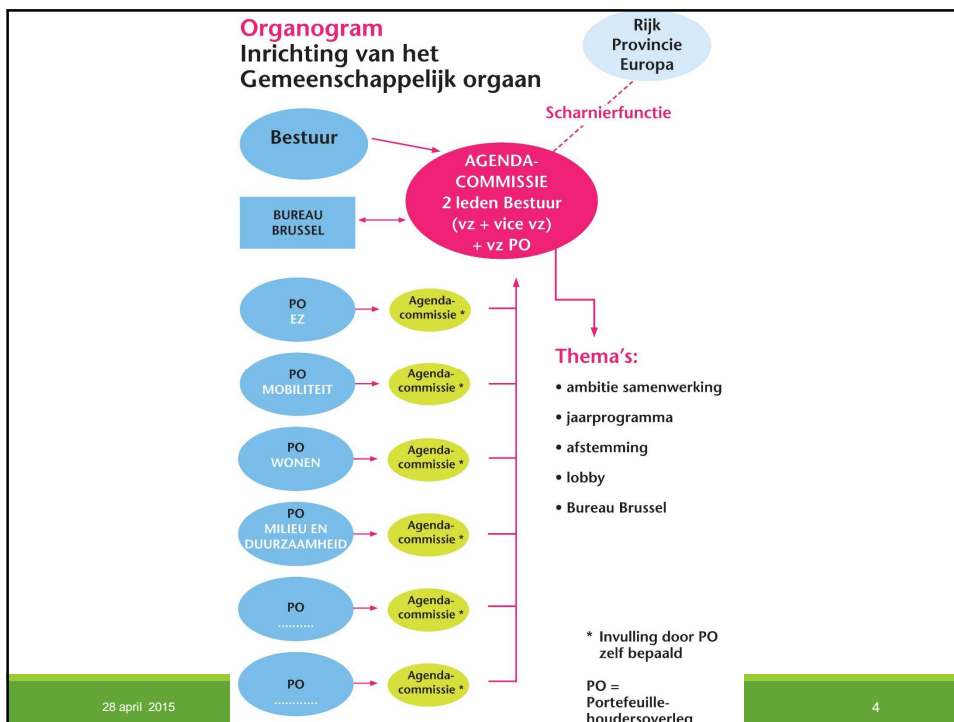 Organogram
Inrichting van het
Gemeenschappelijk orgaan
Rijk
Provincie
Europa
Scharnierfunctie
Bestuur
AGENDA-
COMMISSIE
2 leden Bestuur
(vz + vice vz)
+ vz PO
BUREAU
BRUSSEL
PO
EZ
Agenda-
commissie *
PO
MOBILITEIT
Agenda-
commissie *
PO
WONEN
Agenda-
commissie *
PO
MILIEU EN
DUURZAAMHEID
Agenda-
commissie *
PO
..........
Agenda-
commissie *
PO
..........
Agenda-
commissie *
Thema's:
• ambitie samenwerking
• jaarprogramma
• afstemming
• lobby
• Bureau Brussel
* Invulling door PO
zelf bepaald
PO =
Portefeuille-
houdersoverleg
28 april 2015
4